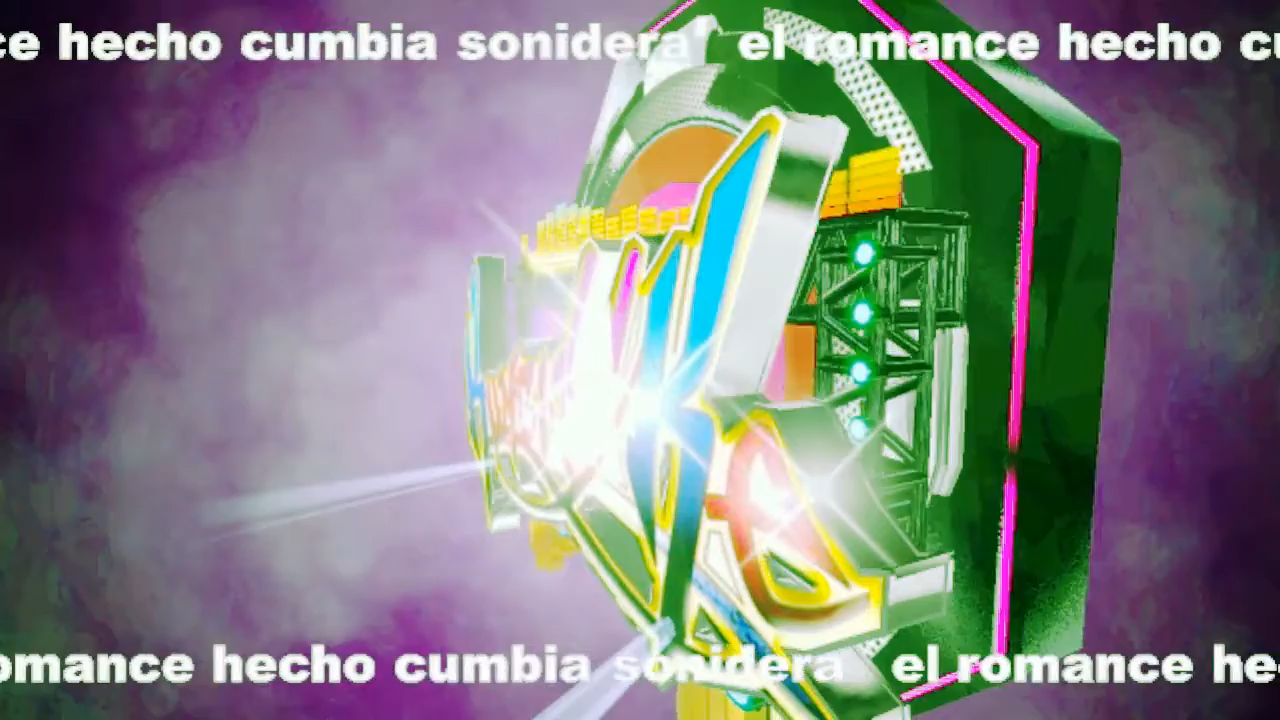 ce hecho cumbia sonidera" el romance hecho cu
omance hecho cumbia sonidera el romance he